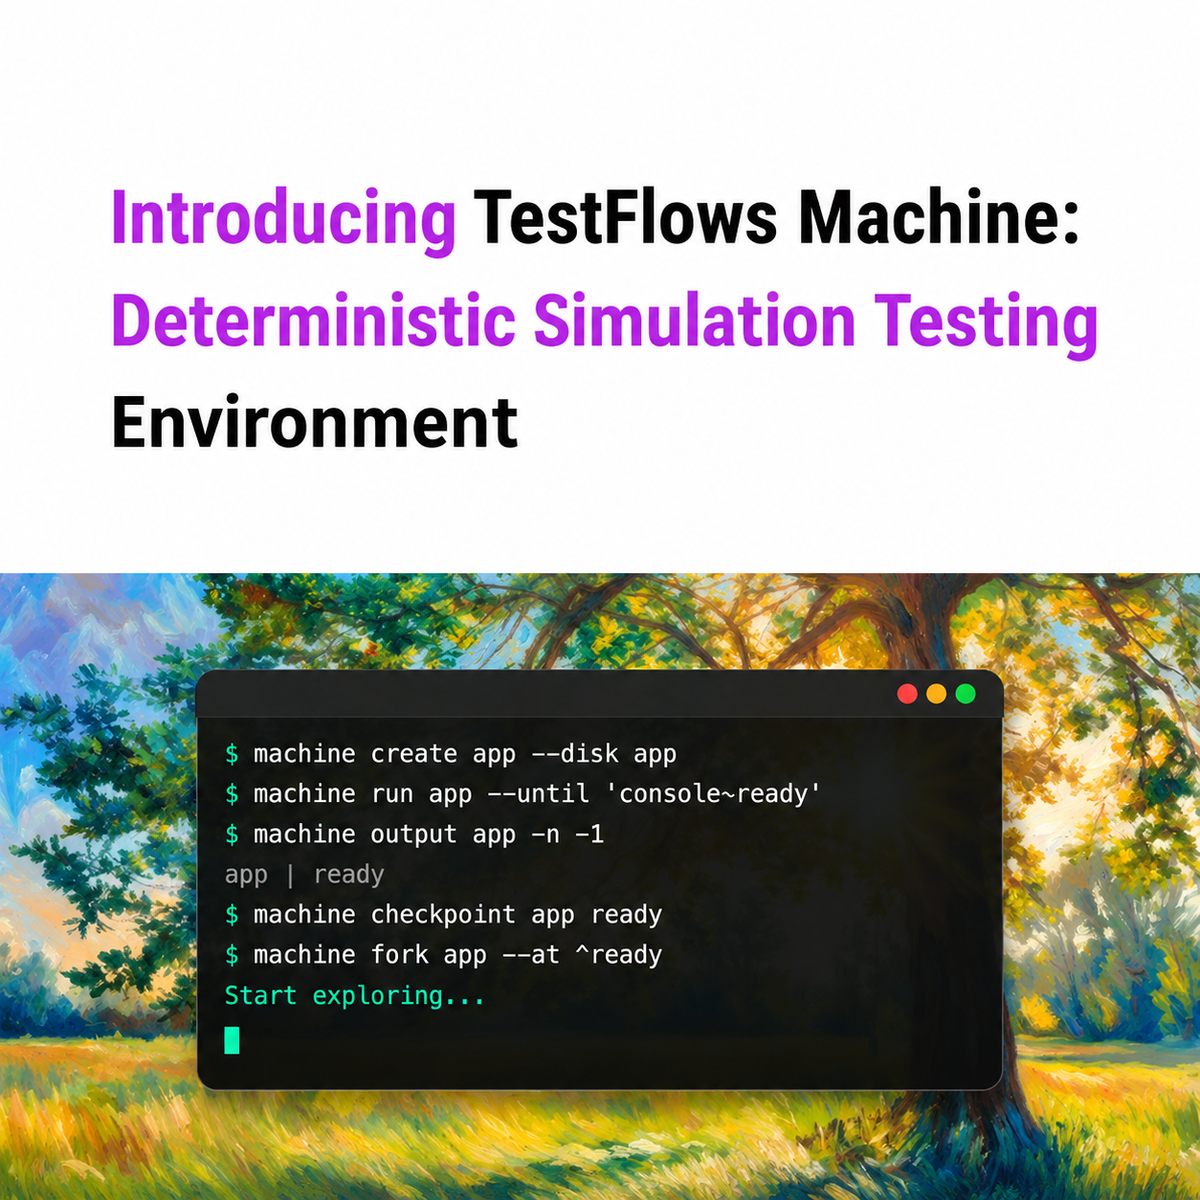 Introducing TestFlows Machine:
Deterministic Simulation Testing
Environment
$ machine create app --disk app
$ machine run app --until 'console~ready'
$ machine output app -n -1
app | ready
$ machine checkpoint app ready
$ machine fork app --at ^ready
Start exploring...